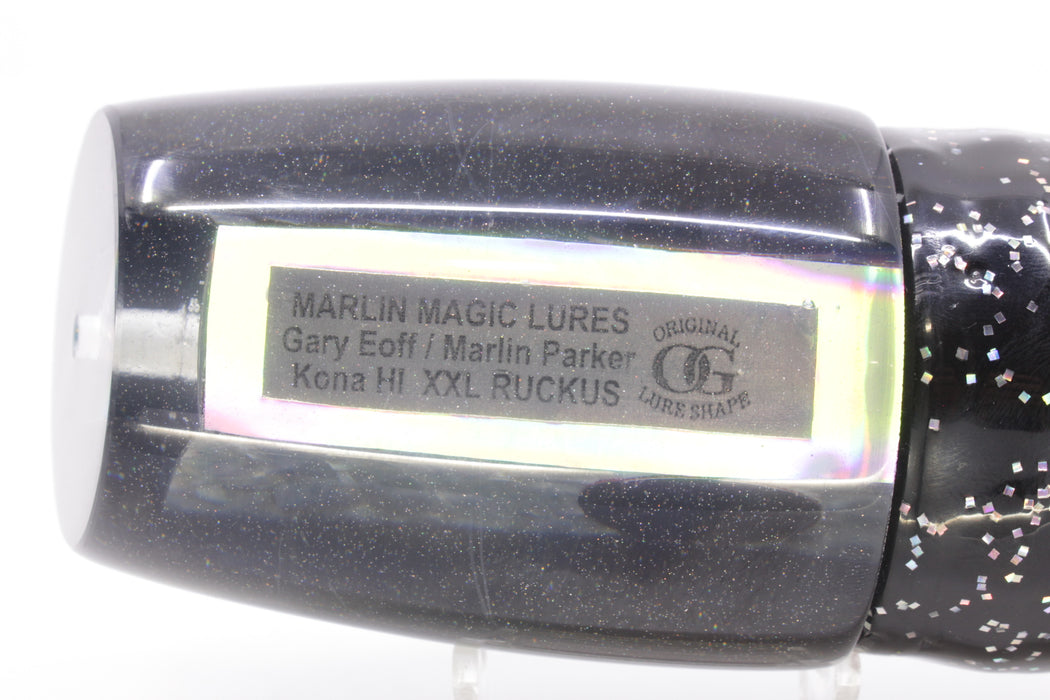 MARLIN MAGIC LURES
Gary Eoff / Marlin Parker
Kona HI XXL RUCKUS
ORIGINAL
OG
LURE SHAPE